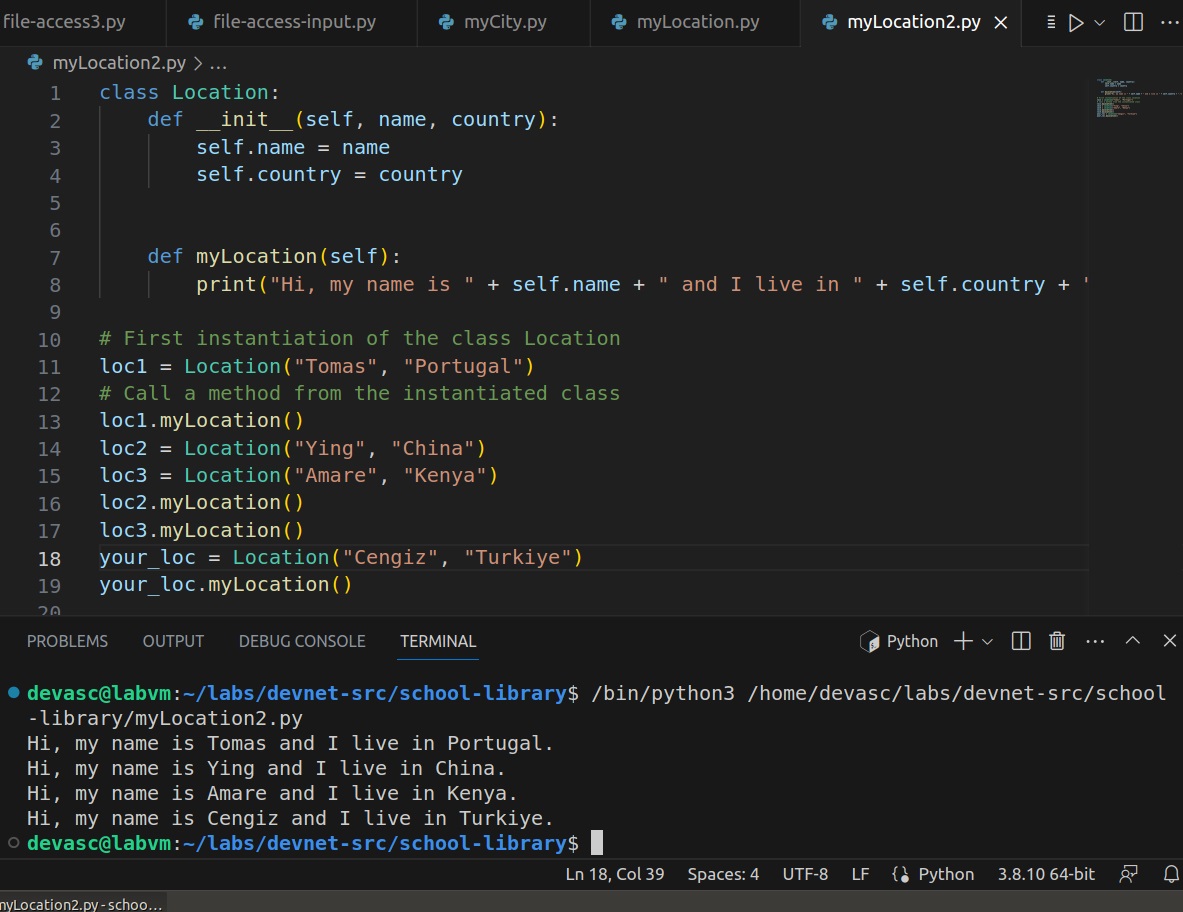 file-access3.py file-access-input.py myCity.py myLocation.py myLocation2.py
myLocation2.py > ...
1 class Location:
2     def __init__(self, name, country):
3         self.name = name
4         self.country = country
5
6
7     def myLocation(self):
8         print("Hi, my name is " + self.name + " and I live in " + self.country + "
9
10 # First instantiation of the class Location
11 loc1 = Location("Tomas", "Portugal")
12 # Call a method from the instantiated class
13 loc1.myLocation()
14 loc2 = Location("Ying", "China")
15 loc3 = Location("Amare", "Kenya")
16 loc2.myLocation()
17 loc3.myLocation()
18 your_loc = Location("Cengiz", "Turkiye")
19 your_loc.myLocation()
20
PROBLEMS OUTPUT DEBUG CONSOLE TERMINAL Python
devasc@labvm:~/labs/devnet-src/school-library$ /bin/python3 /home/devasc/labs/devnet-src/school
-library/myLocation2.py
Hi, my name is Tomas and I live in Portugal.
Hi, my name is Ying and I live in China.
Hi, my name is Amare and I live in Kenya.
Hi, my name is Cengiz and I live in Turkiye.
devasc@labvm:~/labs/devnet-src/school-library$
Ln 18, Col 39 Spaces: 4 UTF-8 LF Python 3.8.10 64-bit
myLocation2.py - schoo...